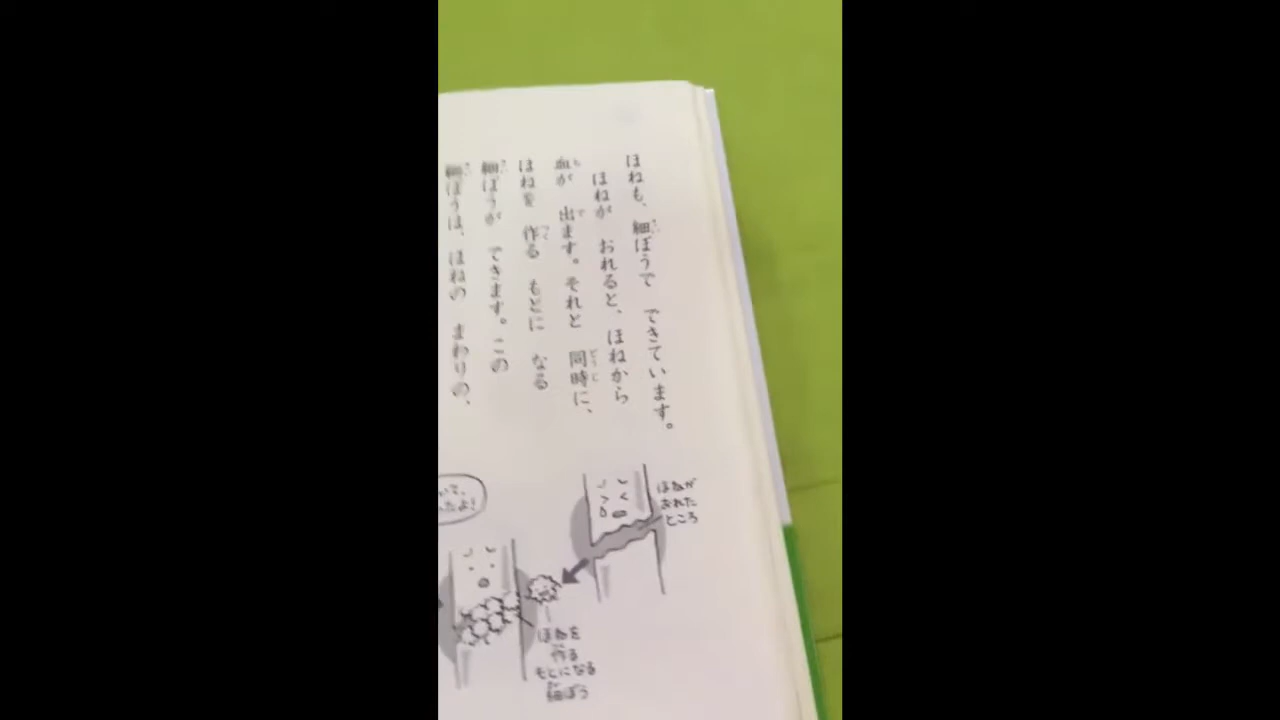 ほねも、細ぼうで できています。
ほねが おれると、ほねから
血が 出ます。それと 同時に、
ほねを 作る もとに なる
細ぼうが できます。この
細ぼうは、ほねの まわりの、
ほねが
おれた
ところ
たよ!
ほねを
作る
もとになる
細ぼう